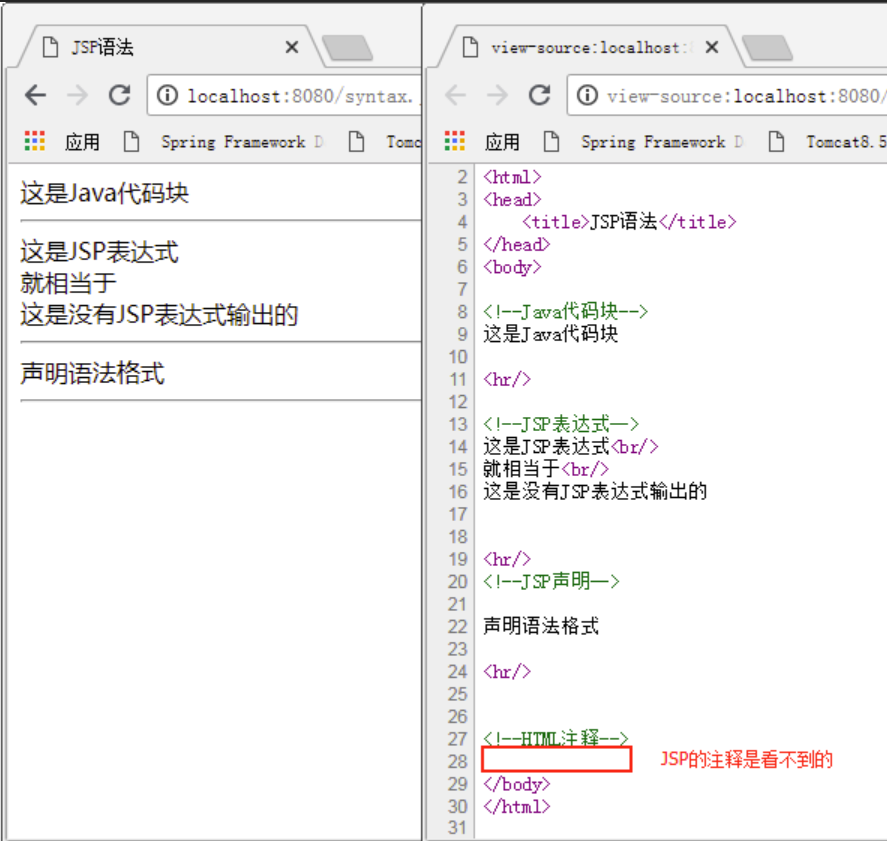 JSP语法
localhost:8080/syntax.
应用 Spring Framework D Tomc
这是Java代码块
这是JSP表达式
就相当于
这是没有JSP表达式输出的
声明语法格式
view-source:localhost:
view-source:localhost:8080/
应用 Spring Framework D Tomcat8.5
2 <html>
3 <head>
4 <title>JSP语法</title>
5 </head>
6 <body>
7
8 <!--Java代码块-->
9 这是Java代码块
10
11 <hr/>
12
13 <!--JSP表达式—>
14 这是JSP表达式<br/>
15 就相当于<br/>
16 这是没有JSP表达式输出的
17
18
19 <hr/>
20 <!--JSP声明—>
21
22 声明语法格式
23
24 <hr/>
25
26
27 <!--HTML注释-->
28 JSP的注释是看不到的
29 </body>
30 </html>
31